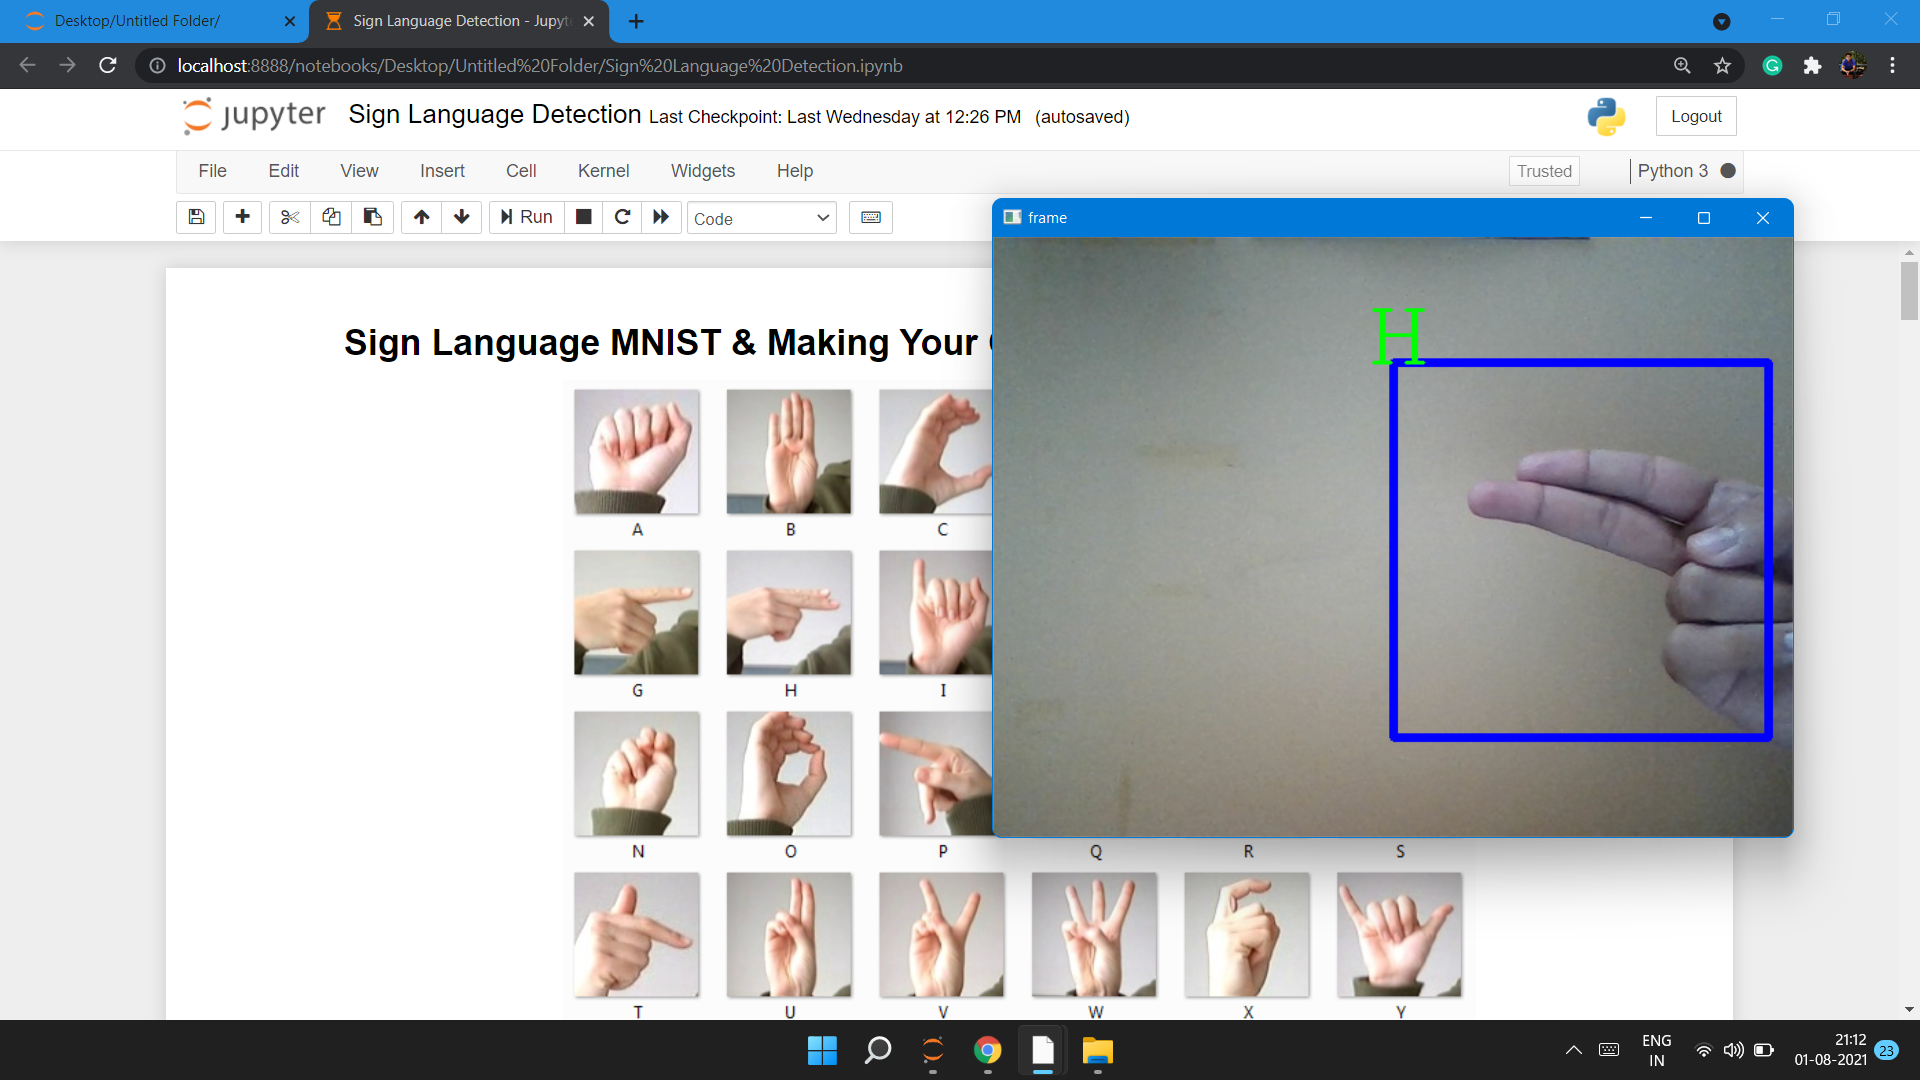 Desktop/Untitled Folder/
Sign Language Detection - Jupyt
localhost:8888/notebooks/Desktop/Untitled%20Folder/Sign%20Language%20Detection.ipynb
jupyter Sign Language Detection Last Checkpoint: Last Wednesday at 12:26 PM (autosaved)
Logout
File Edit View Insert Cell Kernel Widgets Help
Trusted
Python 3
Run
Code
frame
H
Sign Language MNIST & Making Your
A B C
G H I
N O P Q R S
T U V W X Y
ENG
IN
21:12
01-08-2021
23